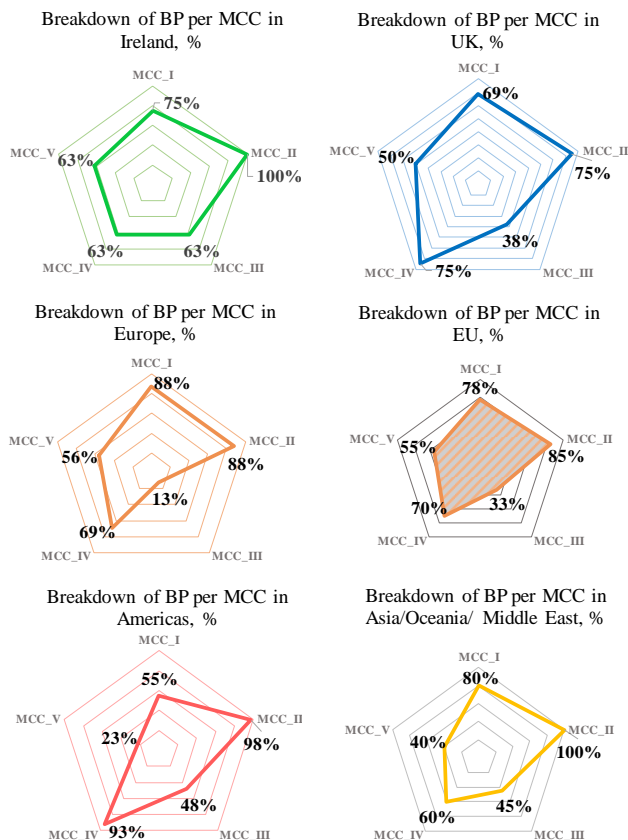 Breakdown of BP per MCC in
Ireland, %
MCC_I
75%
MCC_V
63%
MCC_II
100%
63%
63%
MCC_IV
MCC_III
Breakdown of BP per MCC in
UK, %
MCC_I
69%
MCC_V
50%
MCC_II
75%
38%
MCC_IV
75%
MCC_III
Breakdown of BP per MCC in
Europe, %
MCC_I
88%
MCC_V
56%
MCC_II
88%
13%
69%
MCC_IV
MCC_III
Breakdown of BP per MCC in
EU, %
MCC_I
78%
MCC_V
55%
MCC_II
85%
33%
70%
MCC_IV
MCC_III
Breakdown of BP per MCC in
Americas, %
MCC_I
55%
MCC_V
23%
MCC_II
98%
48%
MCC_IV
93%
MCC_III
Breakdown of BP per MCC in
Asia/Oceania/ Middle East, %
MCC_I
80%
MCC_V
40%
MCC_II
100%
60%
45%
MCC_IV
MCC_III